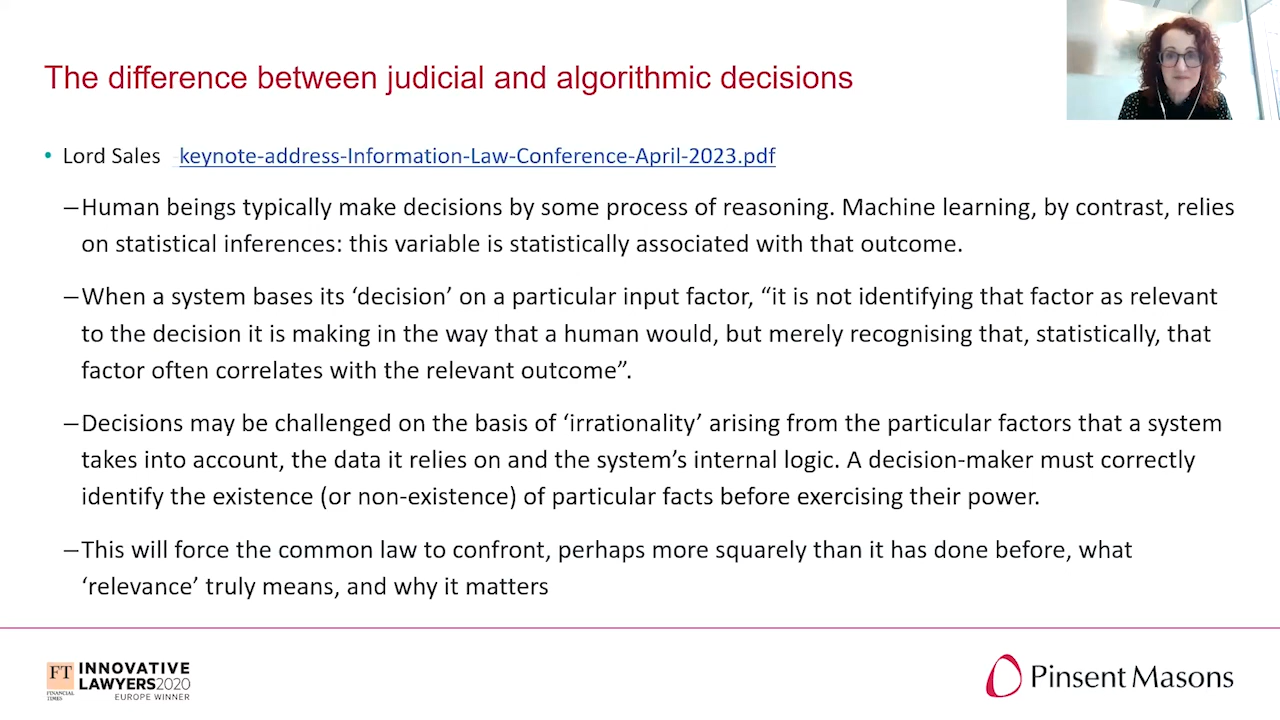 The difference between judicial and algorithmic decisions
• Lord Sales keynote-address-Information-Law-Conference-April-2023.pdf
–Human beings typically make decisions by some process of reasoning. Machine learning, by contrast, relies
on statistical inferences: this variable is statistically associated with that outcome.
–When a system bases its ‘decision’ on a particular input factor, “it is not identifying that factor as relevant
to the decision it is making in the way that a human would, but merely recognising that, statistically, that
factor often correlates with the relevant outcome”.
–Decisions may be challenged on the basis of ‘irrationality’ arising from the particular factors that a system
takes into account, the data it relies on and the system’s internal logic. A decision-maker must correctly
identify the existence (or non-existence) of particular facts before exercising their power.
–This will force the common law to confront, perhaps more squarely than it has done before, what
‘relevance’ truly means, and why it matters
FT
FINANCIAL
TIMES
INNOVATIVE
LAWYERS2020
EUROPE WINNER
Pinsent Masons